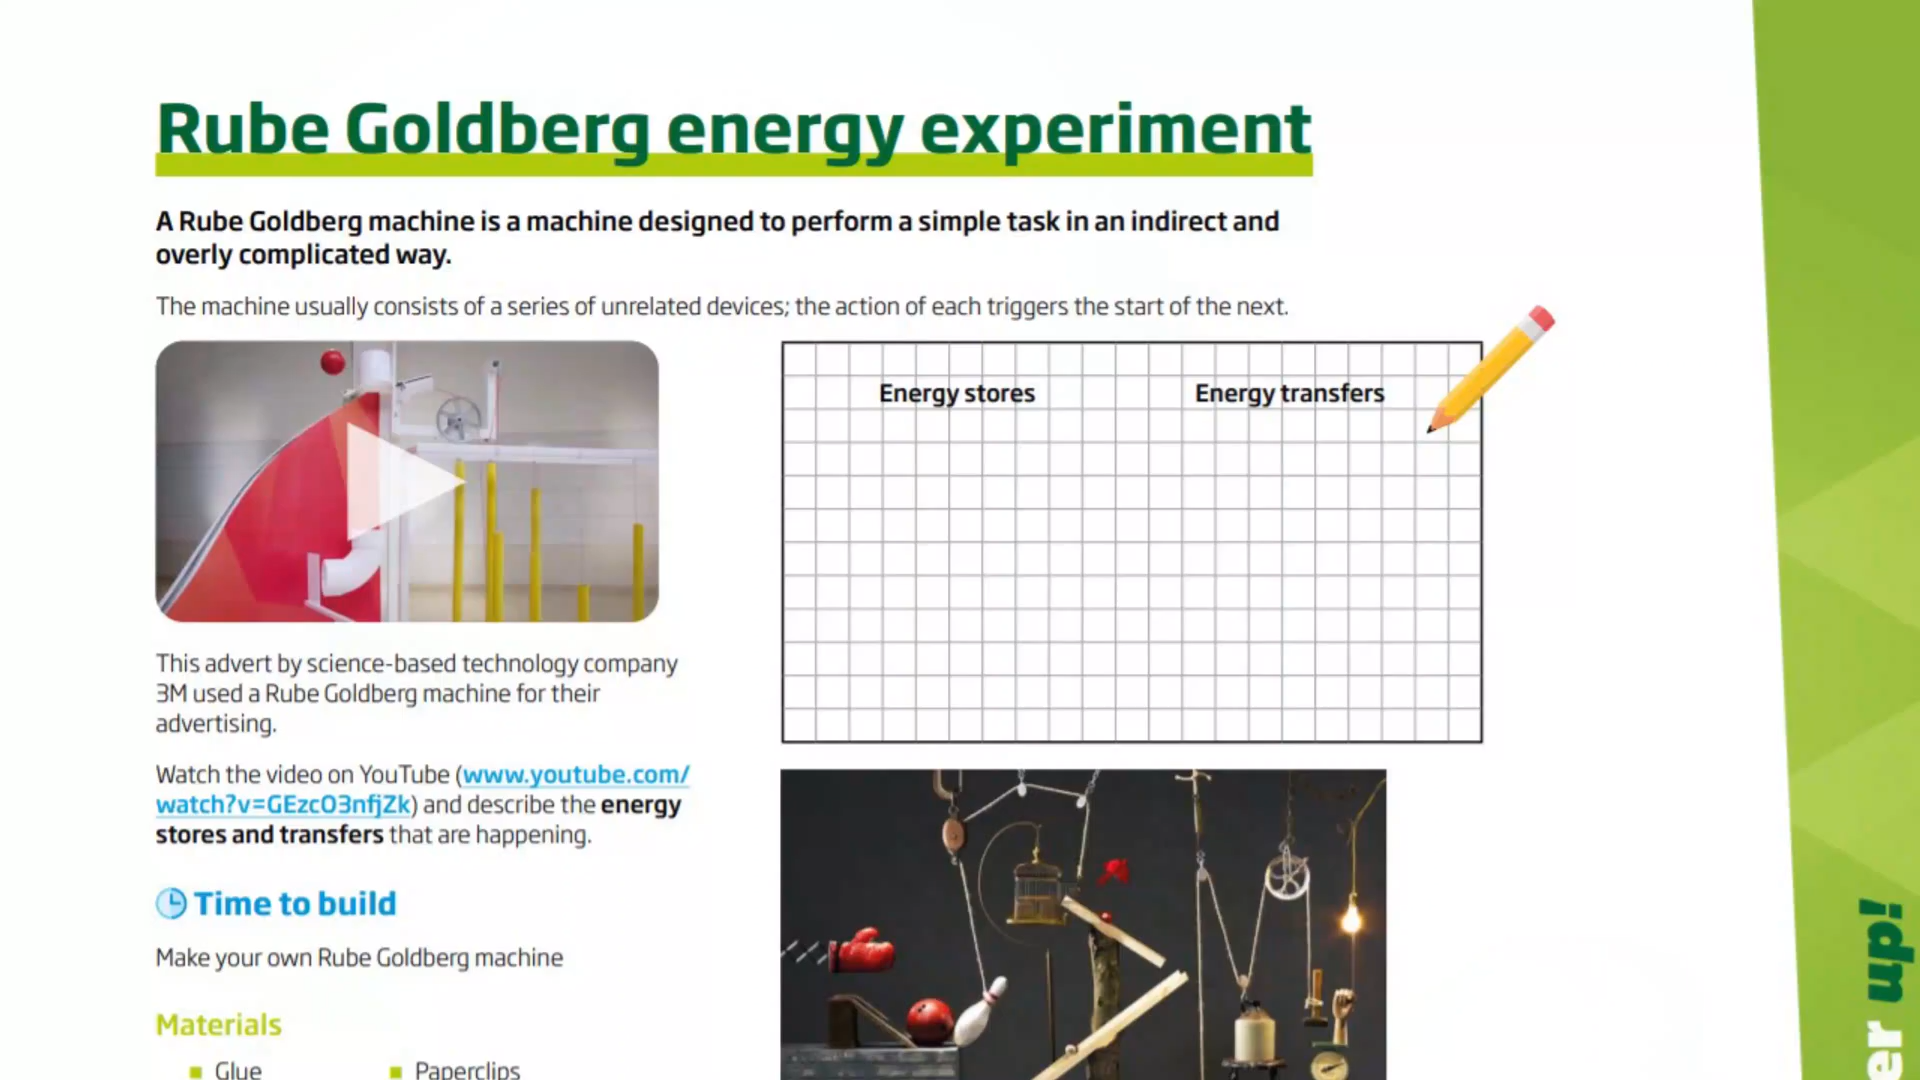 Rube Goldberg energy experiment
A Rube Goldberg machine is a machine designed to perform a simple task in an indirect and
overly complicated way.
The machine usually consists of a series of unrelated devices; the action of each triggers the start of the next.
Energy stores
Energy transfers
This advert by science-based technology company
3M used a Rube Goldberg machine for their
advertising.
Watch the video on YouTube (www.youtube.com/
watch?v=GEzcO3nfjZk) and describe the energy
stores and transfers that are happening.
Time to build
Make your own Rube Goldberg machine
Materials
Glue
Paperclips
er up!